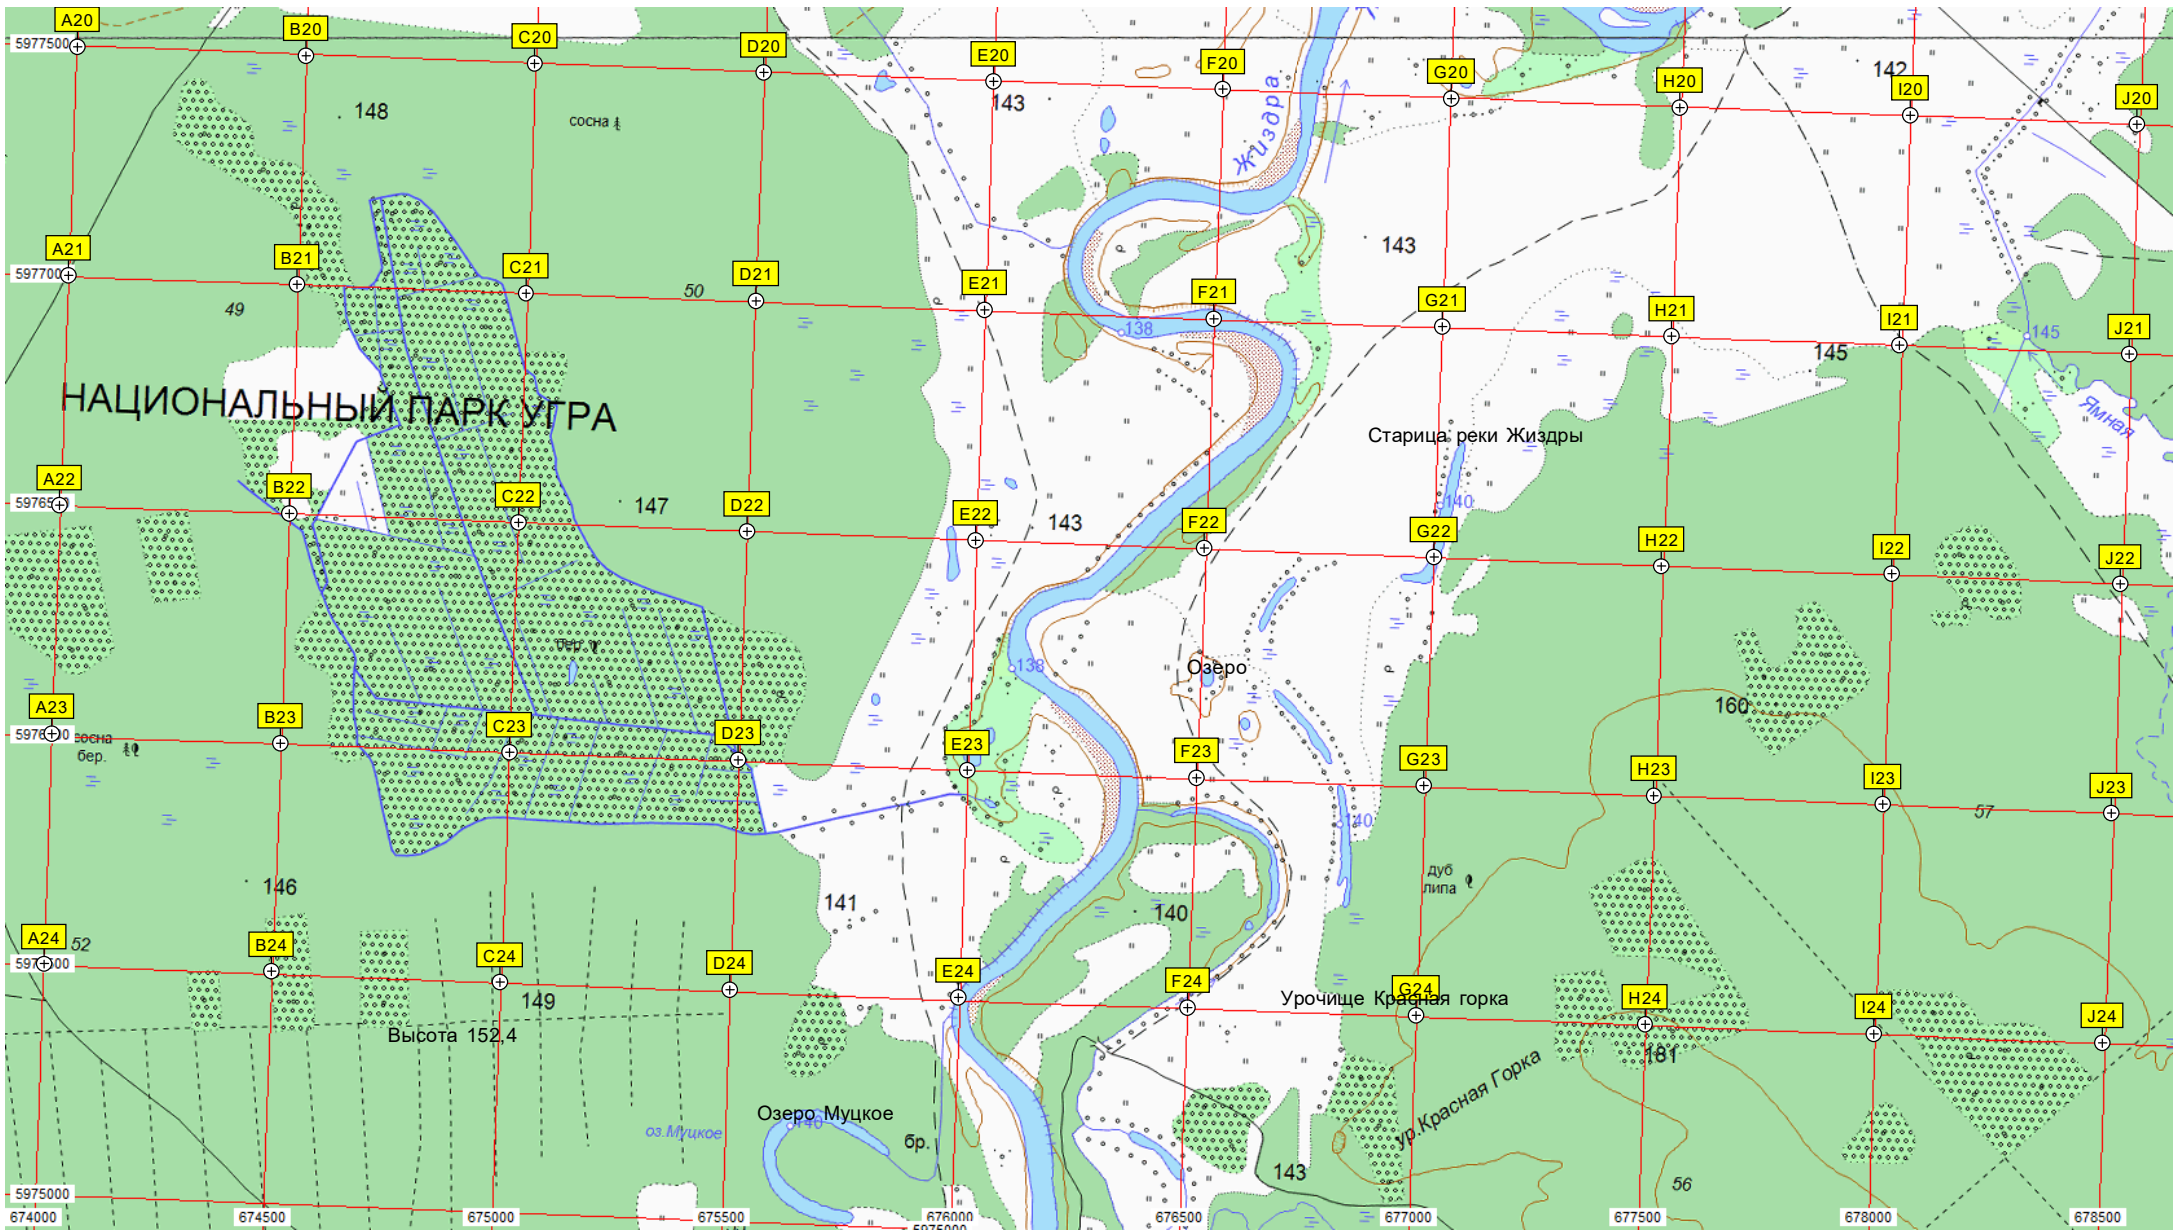 A20
B20
C20
D20
E20
F20
G20
H20
I20
J20
5977500
148
сосна
143
Жиздра
142
A21
B21
C21
D21
E21
F21
G21
H21
I21
J21
49
50
138
143
145
145
НАЦИОНАЛЬНЫЙ ПАРК УГРА
Старица реки Жиздры
Ямная
A22
B22
C22
D22
E22
F22
G22
H22
I22
J22
147
143
140
бер.
138
Озеро
160
A23
B23
C23
D23
E23
F23
G23
H23
I23
J23
сосна
бер.
57
140
146
141
140
дуб
липа
A24
B24
C24
D24
E24
F24
G24
H24
I24
J24
52
149
Высота 152,4
Урочище Красная горка
181
ур.Красная Горка
Озеро Муцкое
140
оз.Муцкое
бр.
143
56
5975000
674000
674500
675000
675500
676000
676500
677000
677500
678000
678500